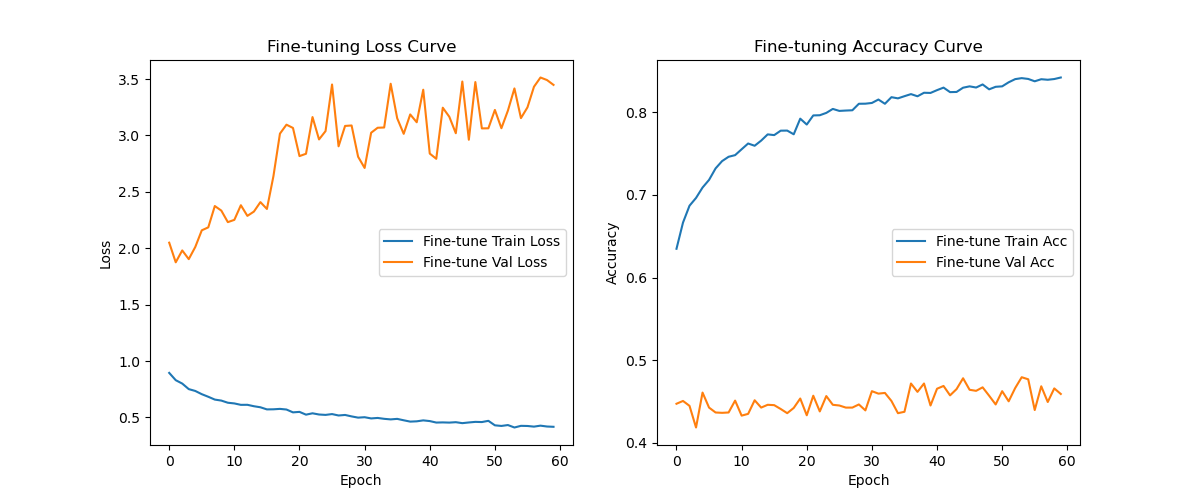 Fine-tuning Loss Curve
3.5
3.0
2.5
2.0
1.5
1.0
0.5
Loss
Fine-tune Train Loss
Fine-tune Val Loss
0 10 20 30 40 50 60
Epoch
Fine-tuning Accuracy Curve
0.8
0.7
0.6
0.5
0.4
Accuracy
Fine-tune Train Acc
Fine-tune Val Acc
0 10 20 30 40 50 60
Epoch